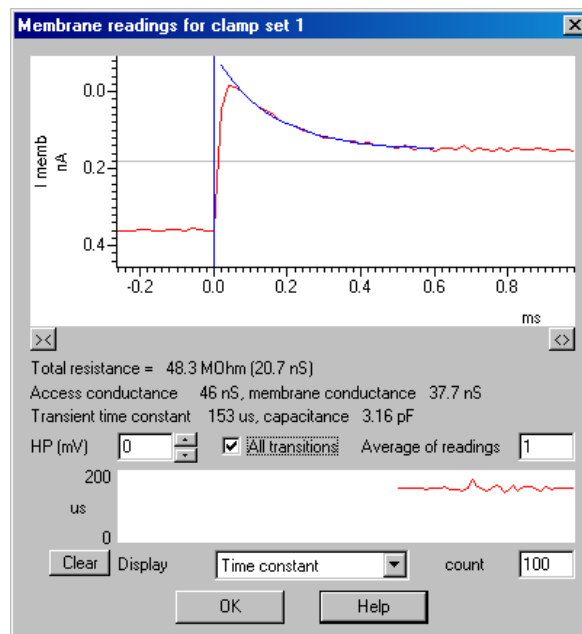 Membrane readings for clamp set 1
I memb
nA
0.0
0.2
0.4
-0.2 0.0 0.2 0.4 0.6 0.8
ms
>< <>
Total resistance = 48.3 MOhm (20.7 nS)
Access conductance 46 nS, membrane conductance 37.7 nS
Transient time constant 153 us, capacitance 3.16 pF
HP (mV) 0 All transitions Average of readings 1
200
us
0
Clear Display Time constant count 100
OK Help